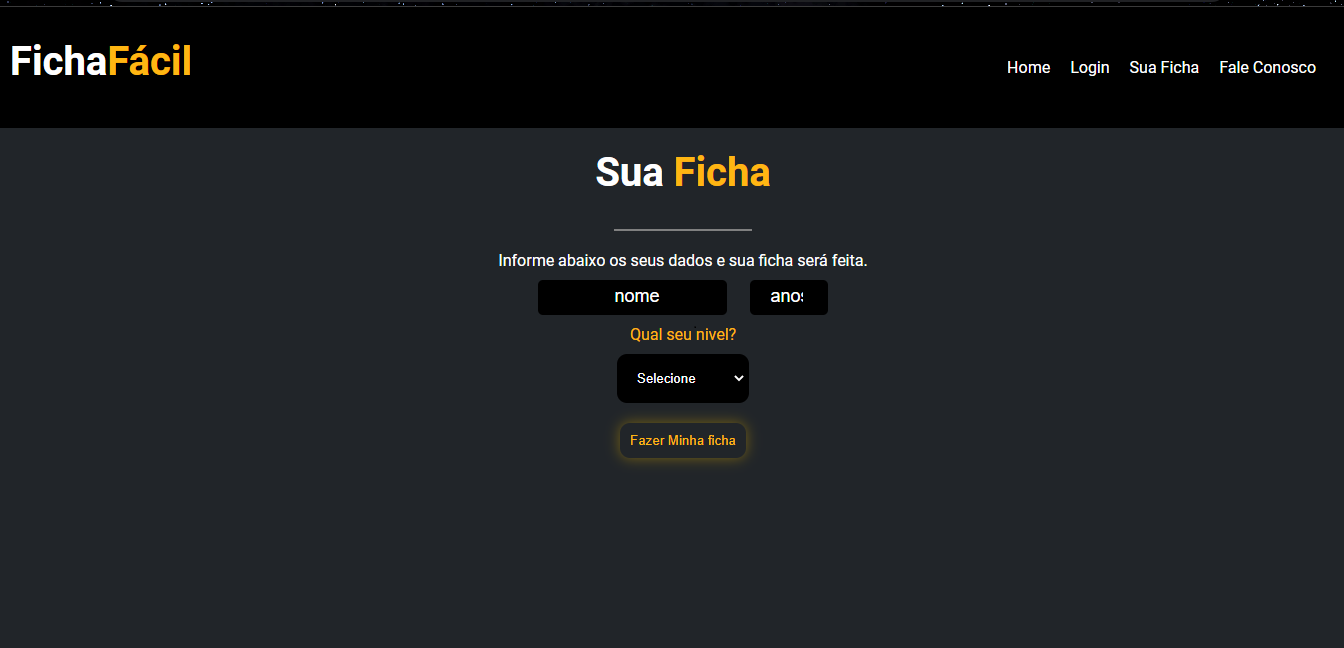 FichaFácil
Home Login Sua Ficha Fale Conosco
Sua Ficha
Informe abaixo os seus dados e sua ficha será feita.
nome anos
Qual seu nivel?
Selecione
Fazer Minha ficha